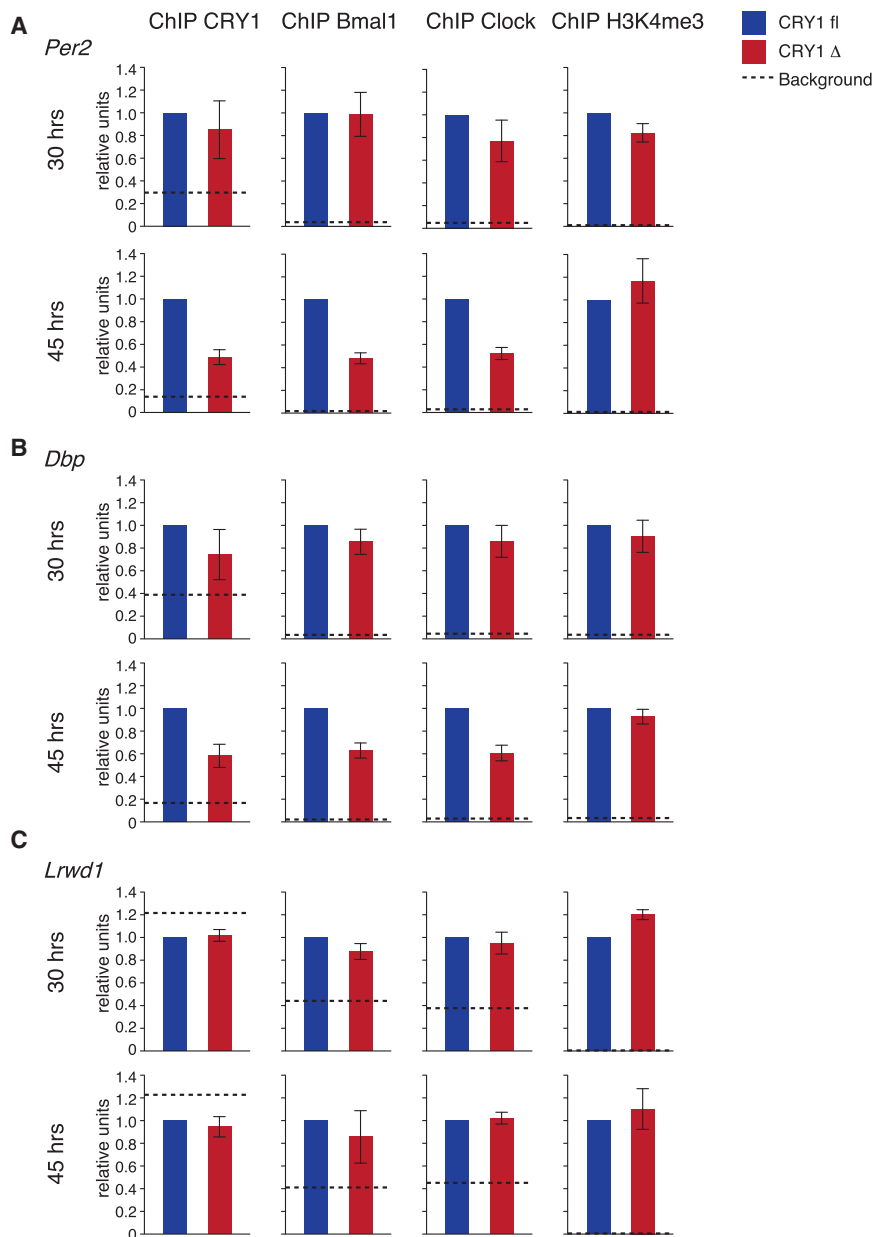 A
ChIP CRY1 ChIP Bmal1 ChIP Clock ChIP H3K4me3
CRY1 fl
CRY1 Δ
Background
Per2
30 hrs
relative units
1.4
1.2
1.0
0.8
0.6
0.4
0.2
0
45 hrs
relative units
1.4
1.2
1.0
0.8
0.6
0.4
0.2
0
B
Dbp
30 hrs
relative units
1.4
1.2
1.0
0.8
0.6
0.4
0.2
0
45 hrs
relative units
1.4
1.2
1.0
0.8
0.6
0.4
0.2
0
C
Lrwd1
30 hrs
relative units
1.4
1.2
1.0
0.8
0.6
0.4
0.2
0
45 hrs
relative units
1.4
1.2
1.0
0.8
0.6
0.4
0.2
0